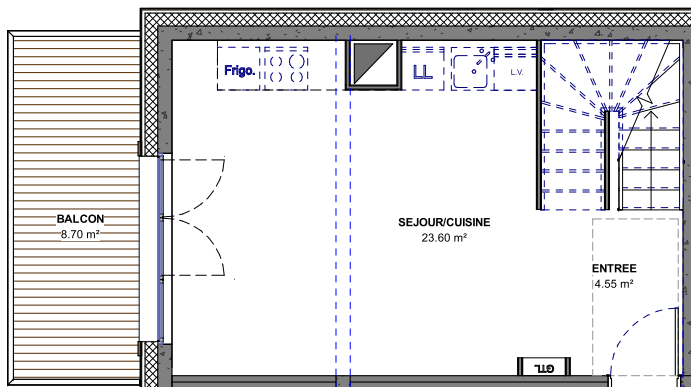 Frigo.
LL
L.V.
BALCON
8.70 m²
SEJOUR/CUISINE
23.60 m²
ENTREE
4.55 m²
GTL